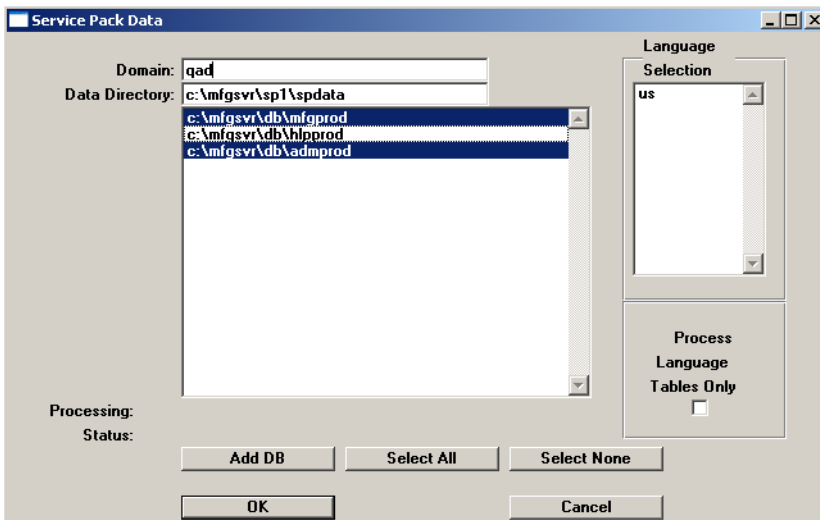 Service Pack Data
Domain: qad
Data Directory: c:\mfgsvr\sp1\spdata
c:\mfgsvr\db\mfgprod
c:\mfgsvr\db\hlpprod
c:\mfgsvr\db\admprod
Language
Selection
us
Process
Language
Tables Only
Processing:
Status:
Add DB Select All Select None
OK Cancel